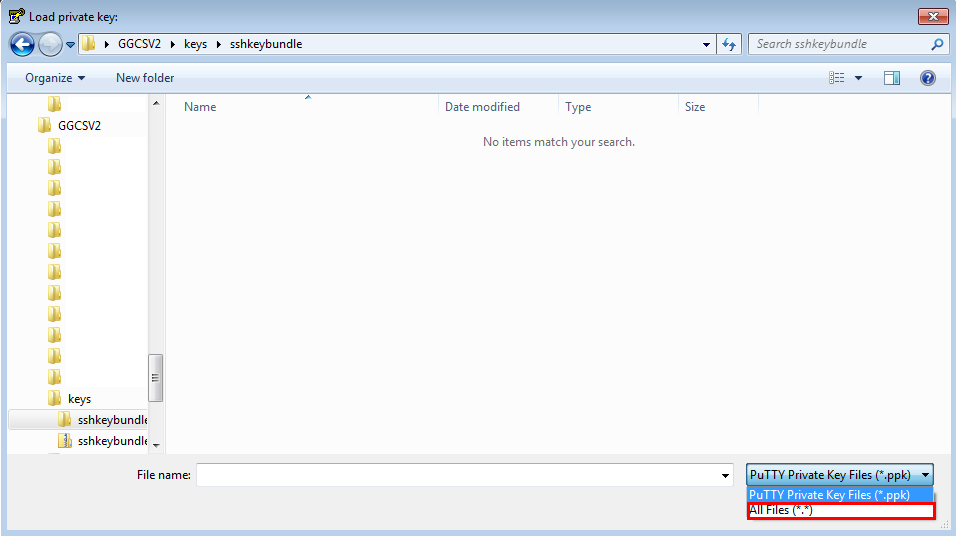 Load private key:
GGCSV2 keys sshkeybundle
Search sshkeybundle
Organize New folder
Name Date modified Type Size
No items match your search.
GGCSV2
keys
sshkeybundle
sshkeybundle
File name:
PuTTY Private Key Files (*.ppk)
PuTTY Private Key Files (*.ppk)
All Files (*.*)